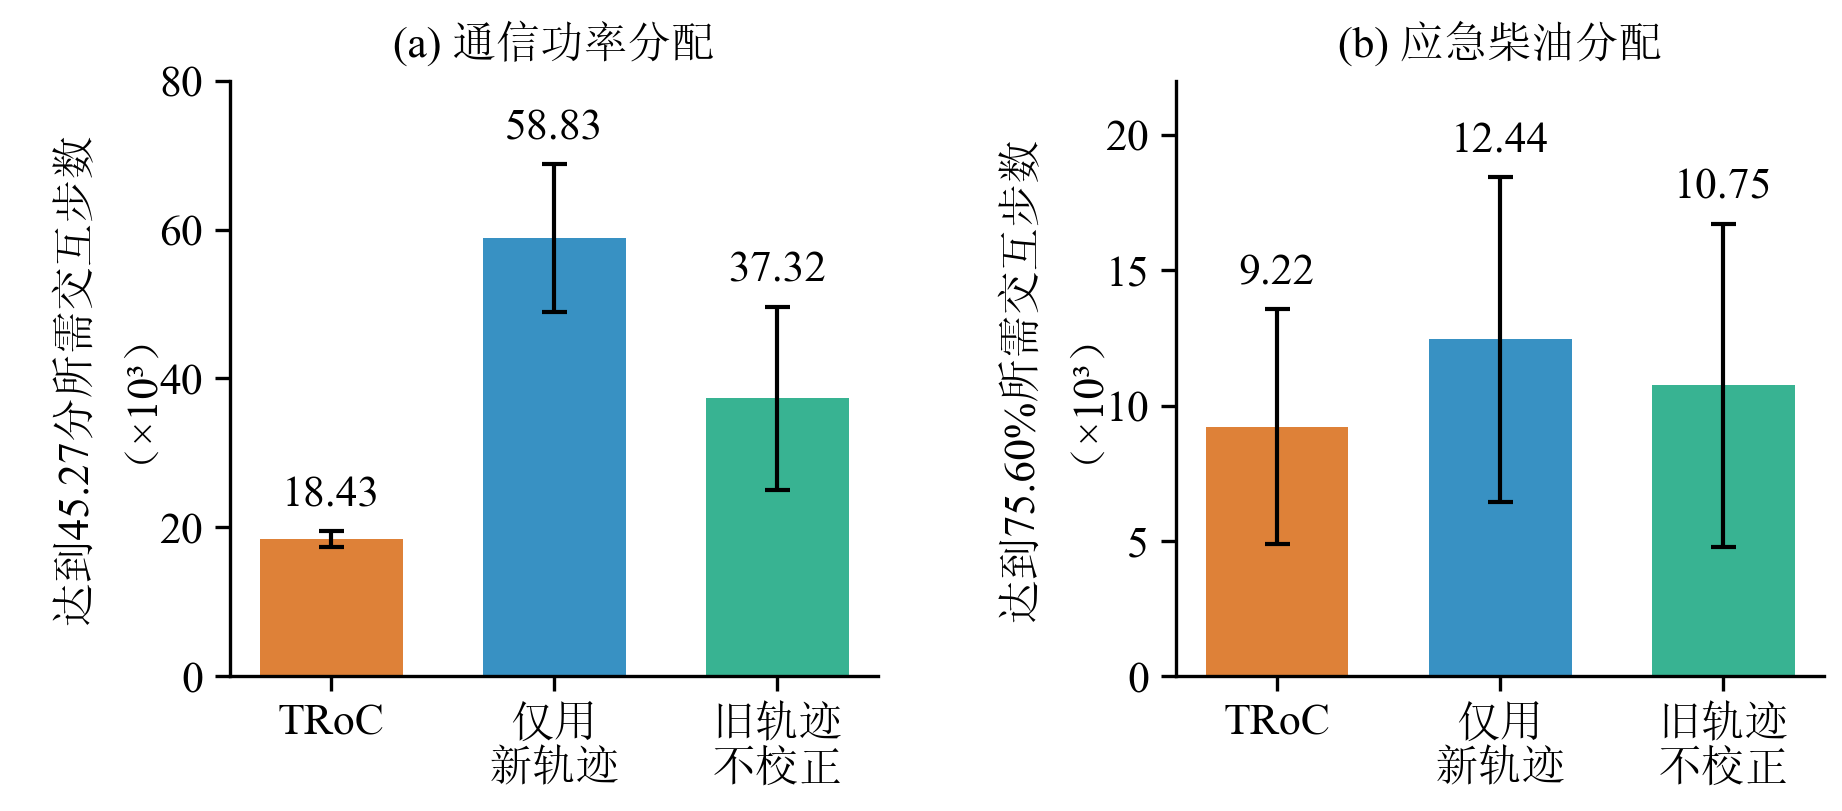 (a) 通信功率分配
达到45.27分所需交互步数
（×10³）
80
60
40
20
0
58.83
37.32
18.43
TRoC
仅用
新轨迹
旧轨迹
不校正
(b) 应急柴油分配
达到75.60%所需交互步数
（×10³）
20
15
10
5
0
12.44
10.75
9.22
TRoC
仅用
新轨迹
旧轨迹
不校正